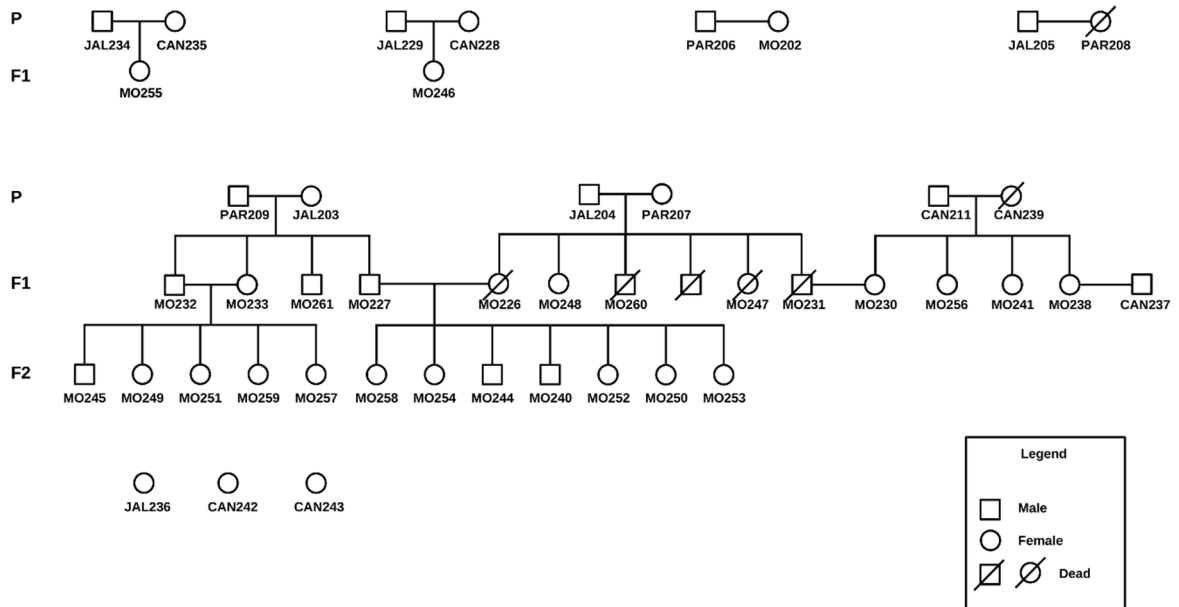 P
JAL234 CAN235 JAL229 CAN228 PAR206 MO202 JAL205 PAR208
F1
MO255 MO246
P
PAR209 JAL203 JAL204 PAR207 CAN211 CAN239
F1
MO232 MO233 MO261 MO227 MO226 MO248 MO260 MO247 MO231 MO230 MO256 MO241 MO238 CAN237
F2
MO245 MO249 MO251 MO259 MO257 MO258 MO254 MO244 MO240 MO252 MO250 MO253
JAL236 CAN242 CAN243
Legend
Male
Female
Dead